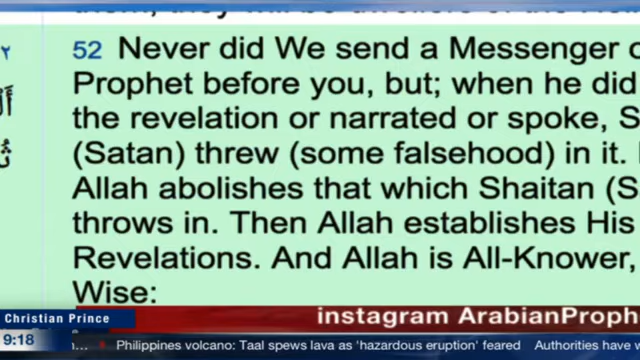 52 Never did We send a Messenger
Prophet before you, but; when he did
the revelation or narrated or spoke,
(Satan) threw (some falsehood) in it.
Allah abolishes that which Shaitan
throws in. Then Allah establishes His
Revelations. And Allah is All-Knower,
Wise:
Christian Prince
instagram ArabianProph
9:18
Philippines volcano: Taal spews lava as 'hazardous eruption' feared Authorities have